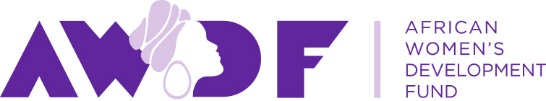 AWDF
AFRICAN
WOMEN'S
DEVELOPMENT
FUND